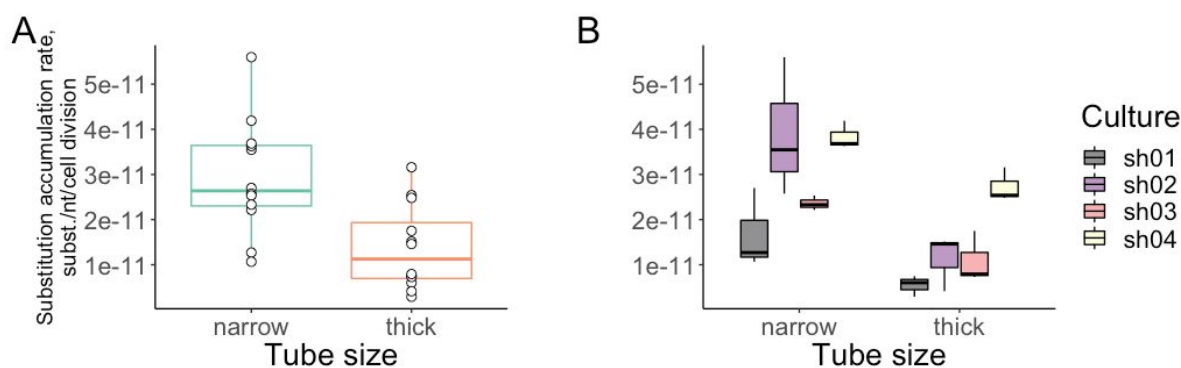 A
Substitution accumulation rate,
subst./nt/cell division
5e-11
4e-11
3e-11
2e-11
1e-11
narrow
thick
Tube size
B
5e-11
4e-11
3e-11
2e-11
1e-11
narrow
thick
Tube size
Culture
sh01
sh02
sh03
sh04